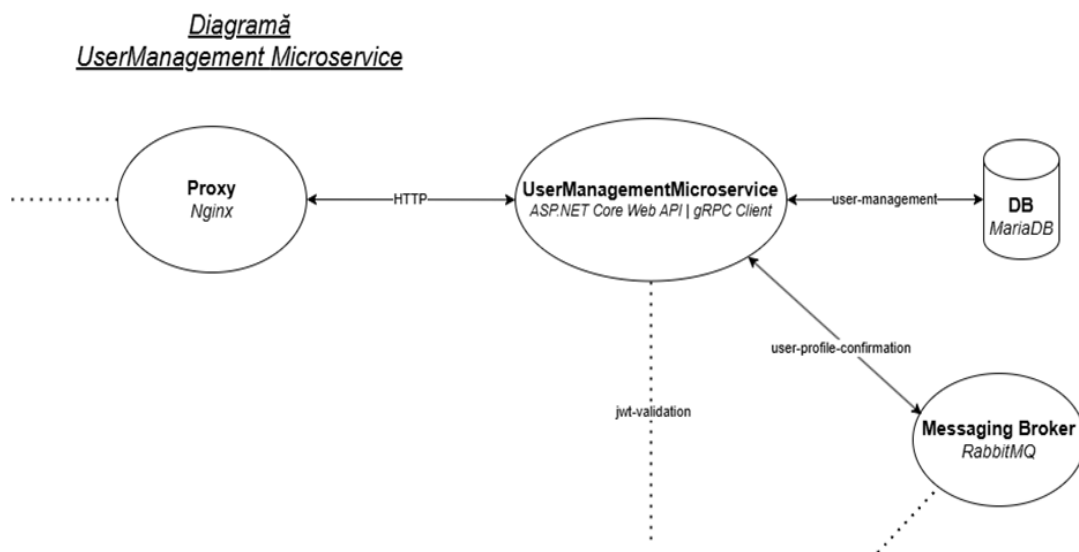 Diagramă
UserManagement Microservice
Proxy
Nginx
HTTP
UserManagementMicroservice
ASP.NET Core Web API | gRPC Client
user-management
DB
MariaDB
user-profile-confirmation
jwt-validation
Messaging Broker
RabbitMQ